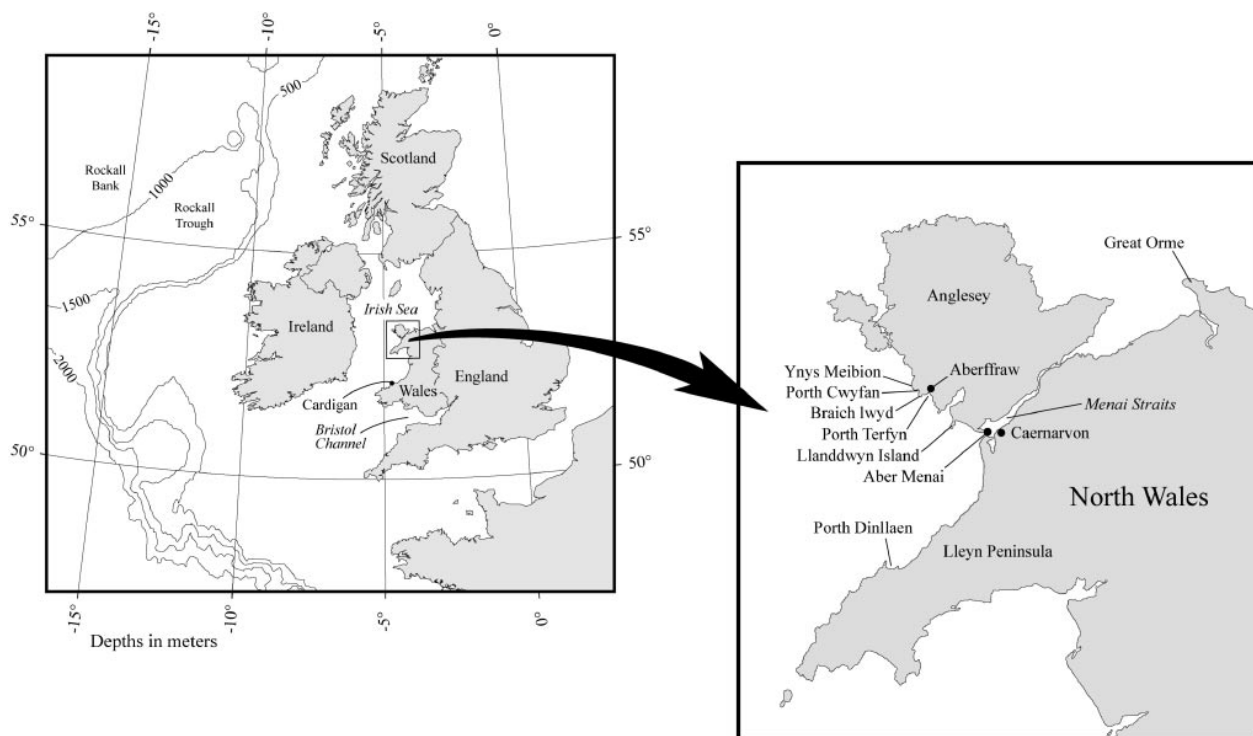 -15°
-10°
-5°
0°
500
Scotland
Rockall
Bank
1000
Rockall
Trough
55°
55°
1500
Irish Sea
Ireland
2000
England
Wales
Cardigan
Bristol
Channel
50°
50°
-15°
-10°
-5°
0°
Depths in meters
Great Orme
Anglesey
Ynys Meibion
Aberffraw
Porth Cwyfan
Braich lwyd
Menai Straits
Porth Terfyn
Caernarvon
Llanddwyn Island
Aber Menai
North Wales
Porth Dinllaen
Lleyn Peninsula